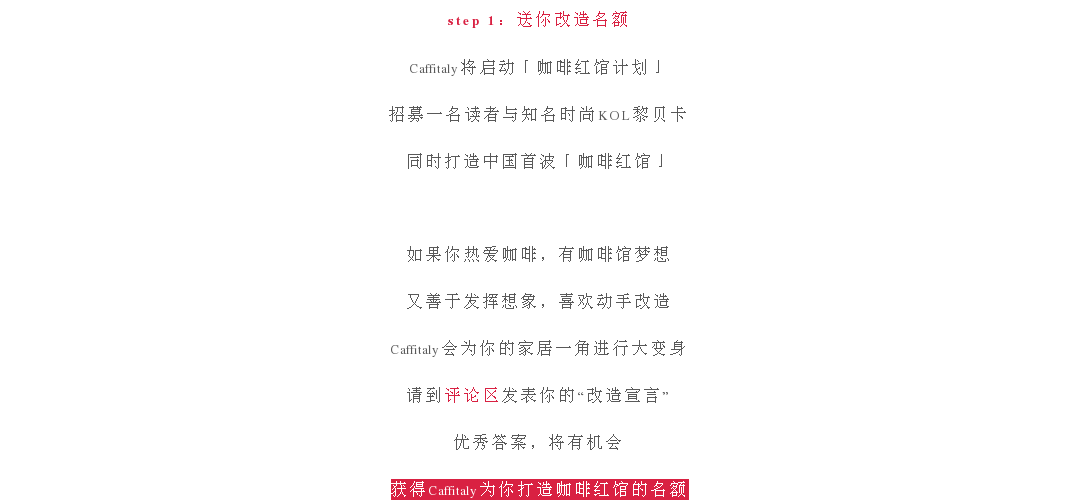 step 1：送你改造名额
Caffitaly将启动「咖啡红馆计划」
招募一名读者与知名时尚KOL黎贝卡
同时打造中国首波「咖啡红馆」
如果你热爱咖啡，有咖啡馆梦想
又善于发挥想象，喜欢动手改造
Caffitaly会为你的家居一角进行大变身
请到评论区发表你的“改造宣言”
优秀答案，将有机会
获得Caffitaly为你打造咖啡红馆的名额